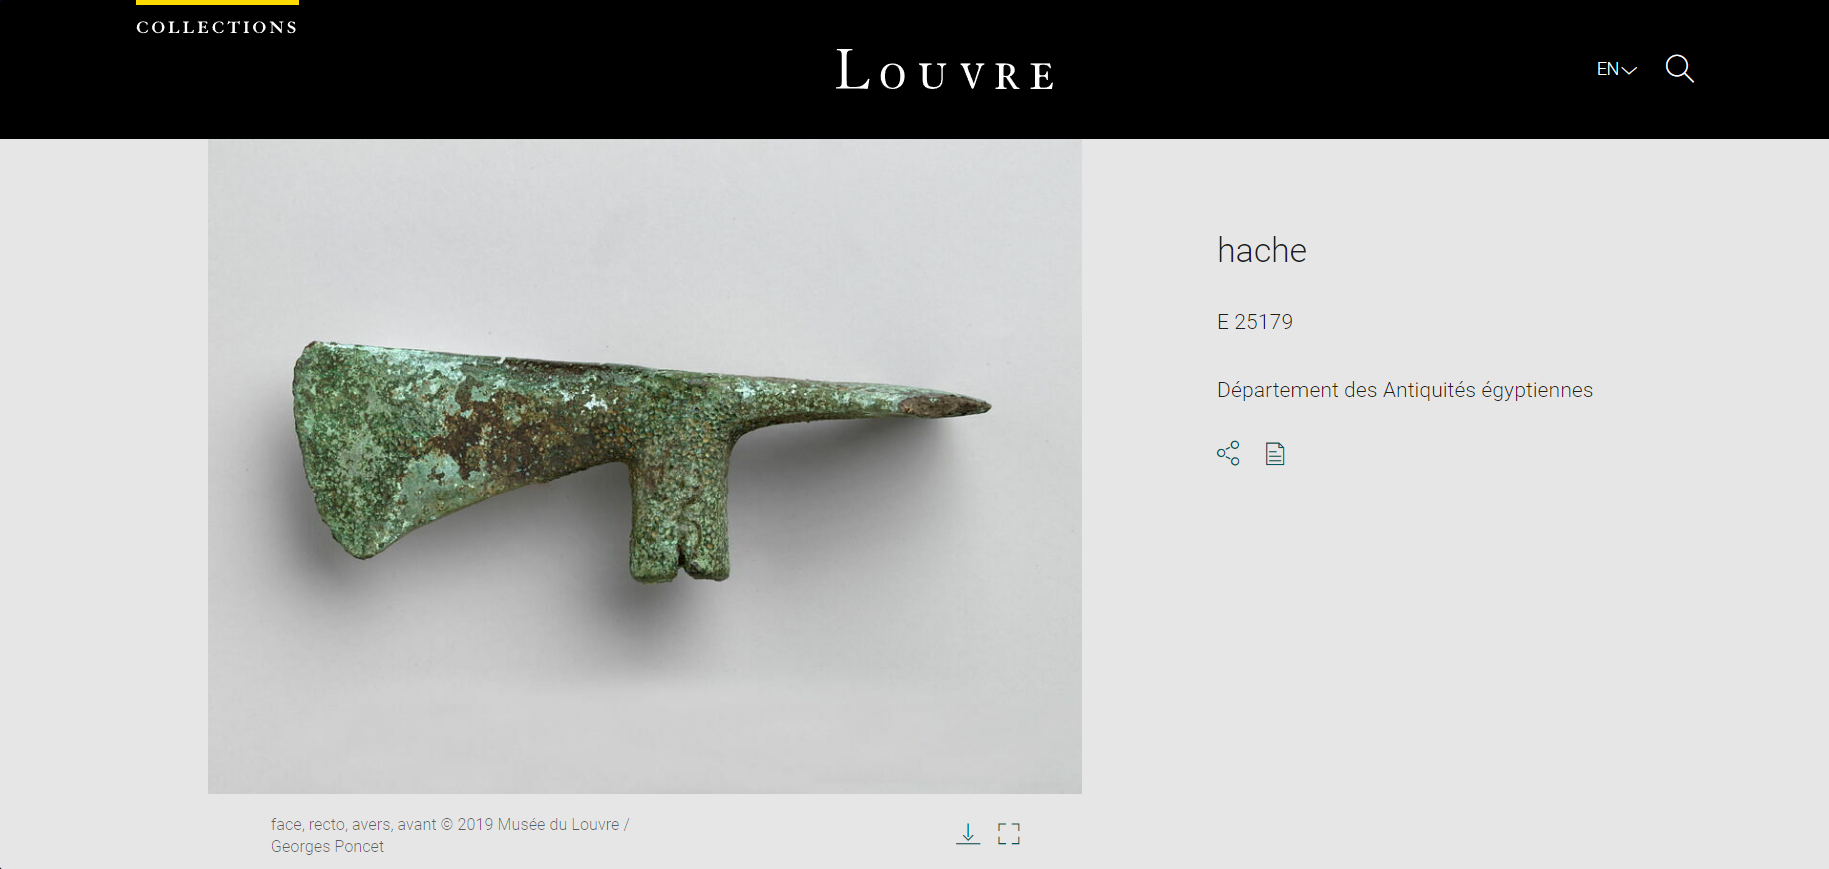 COLLECTIONS
LOUVRE
EN
hache
E 25179
Département des Antiquités égyptiennes
face, recto, avers, avant © 2019 Musée du Louvre /
Georges Poncet